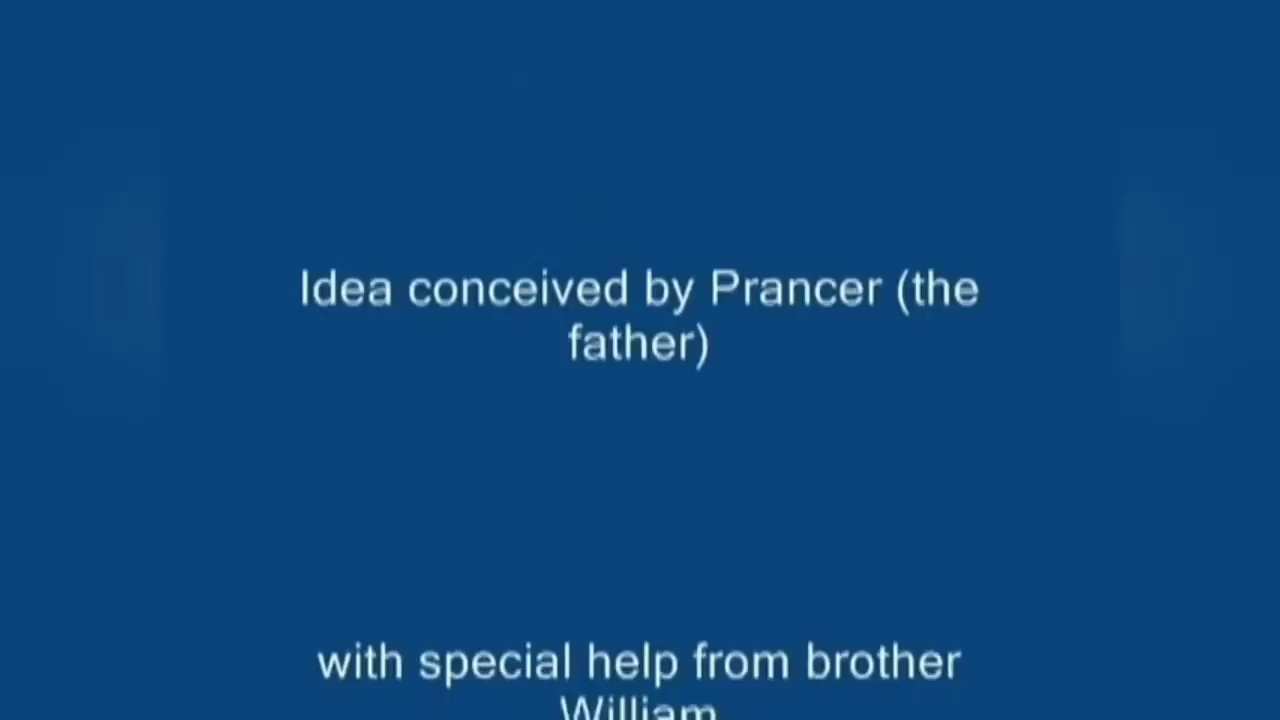 Idea conceived by Prancer (the
father)
with special help from brother
William